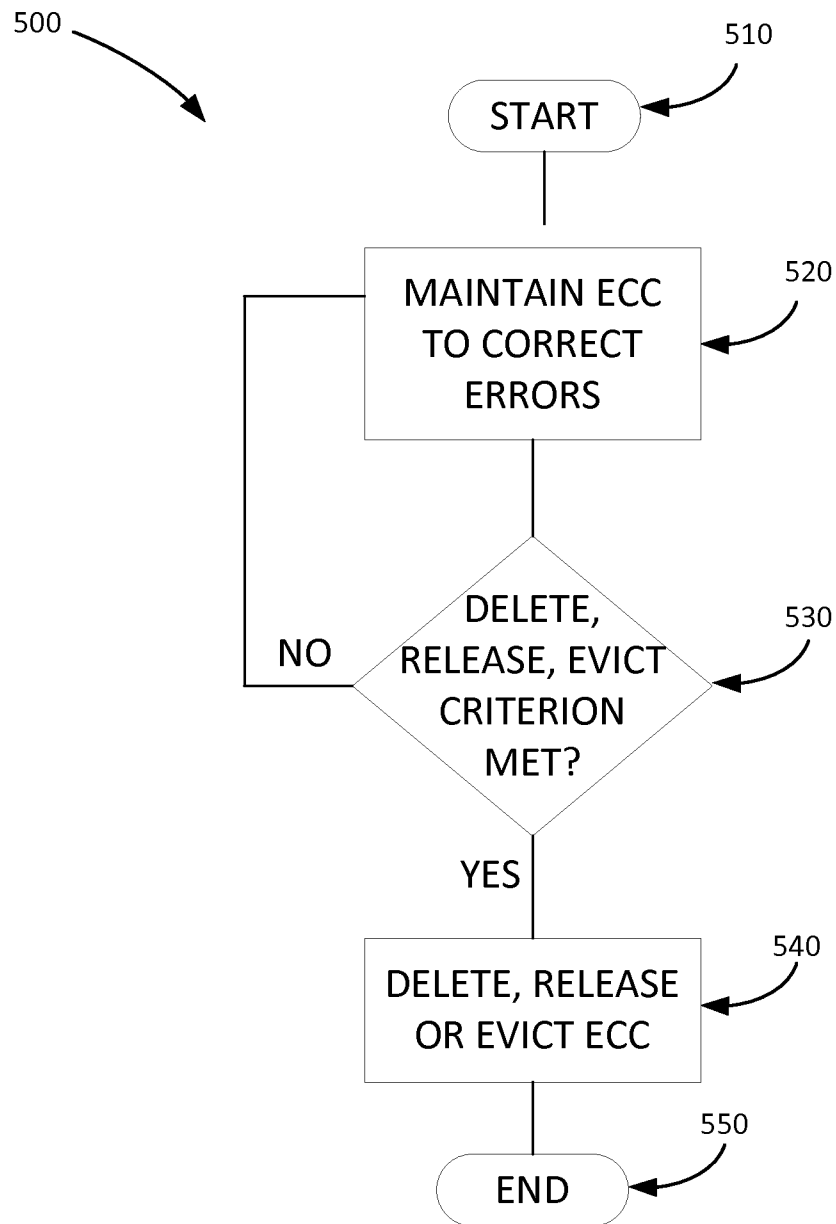 500
510
START
520
MAINTAIN ECC
TO CORRECT
ERRORS
530
DELETE,
RELEASE, EVICT
CRITERION
MET?
NO
YES
540
DELETE, RELEASE
OR EVICT ECC
550
END